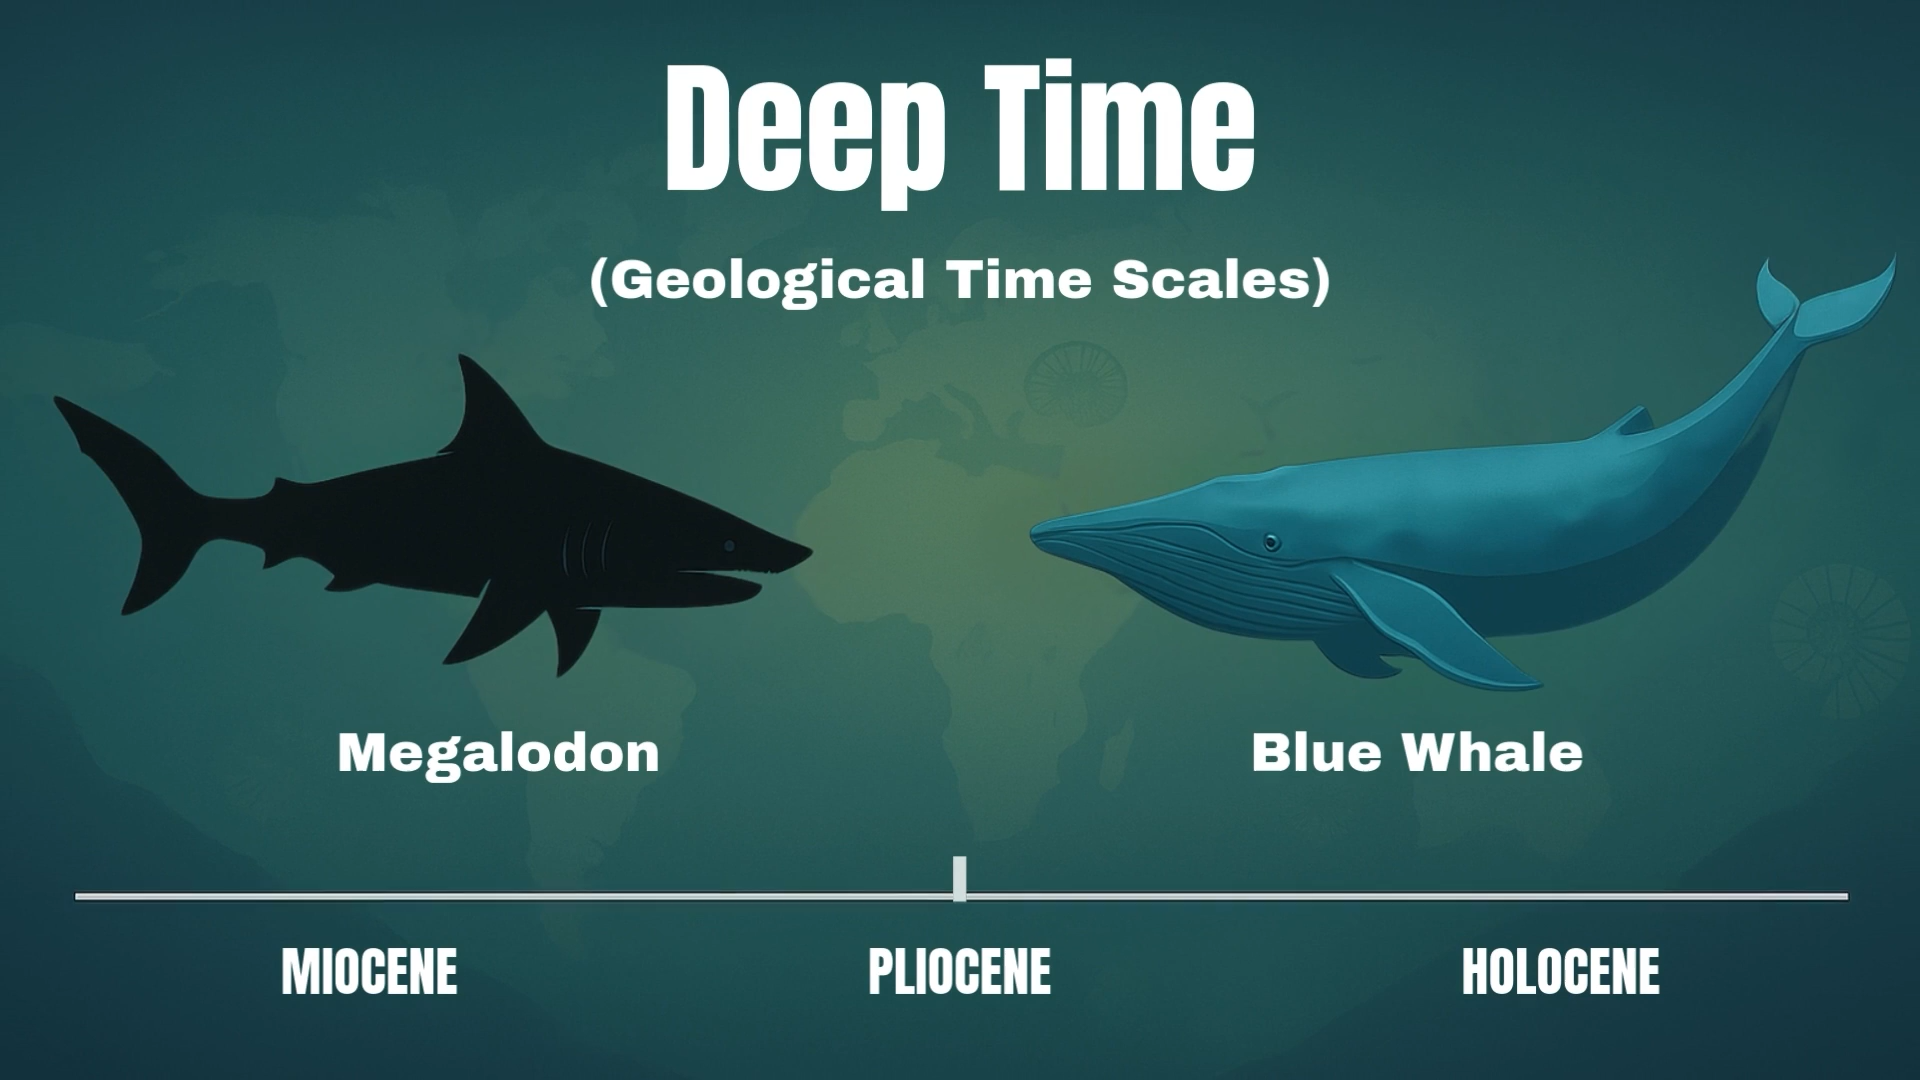 Deep Time
(Geological Time Scales)
Megalodon
Blue Whale
MIOCENE
PLIOCENE
HOLOCENE